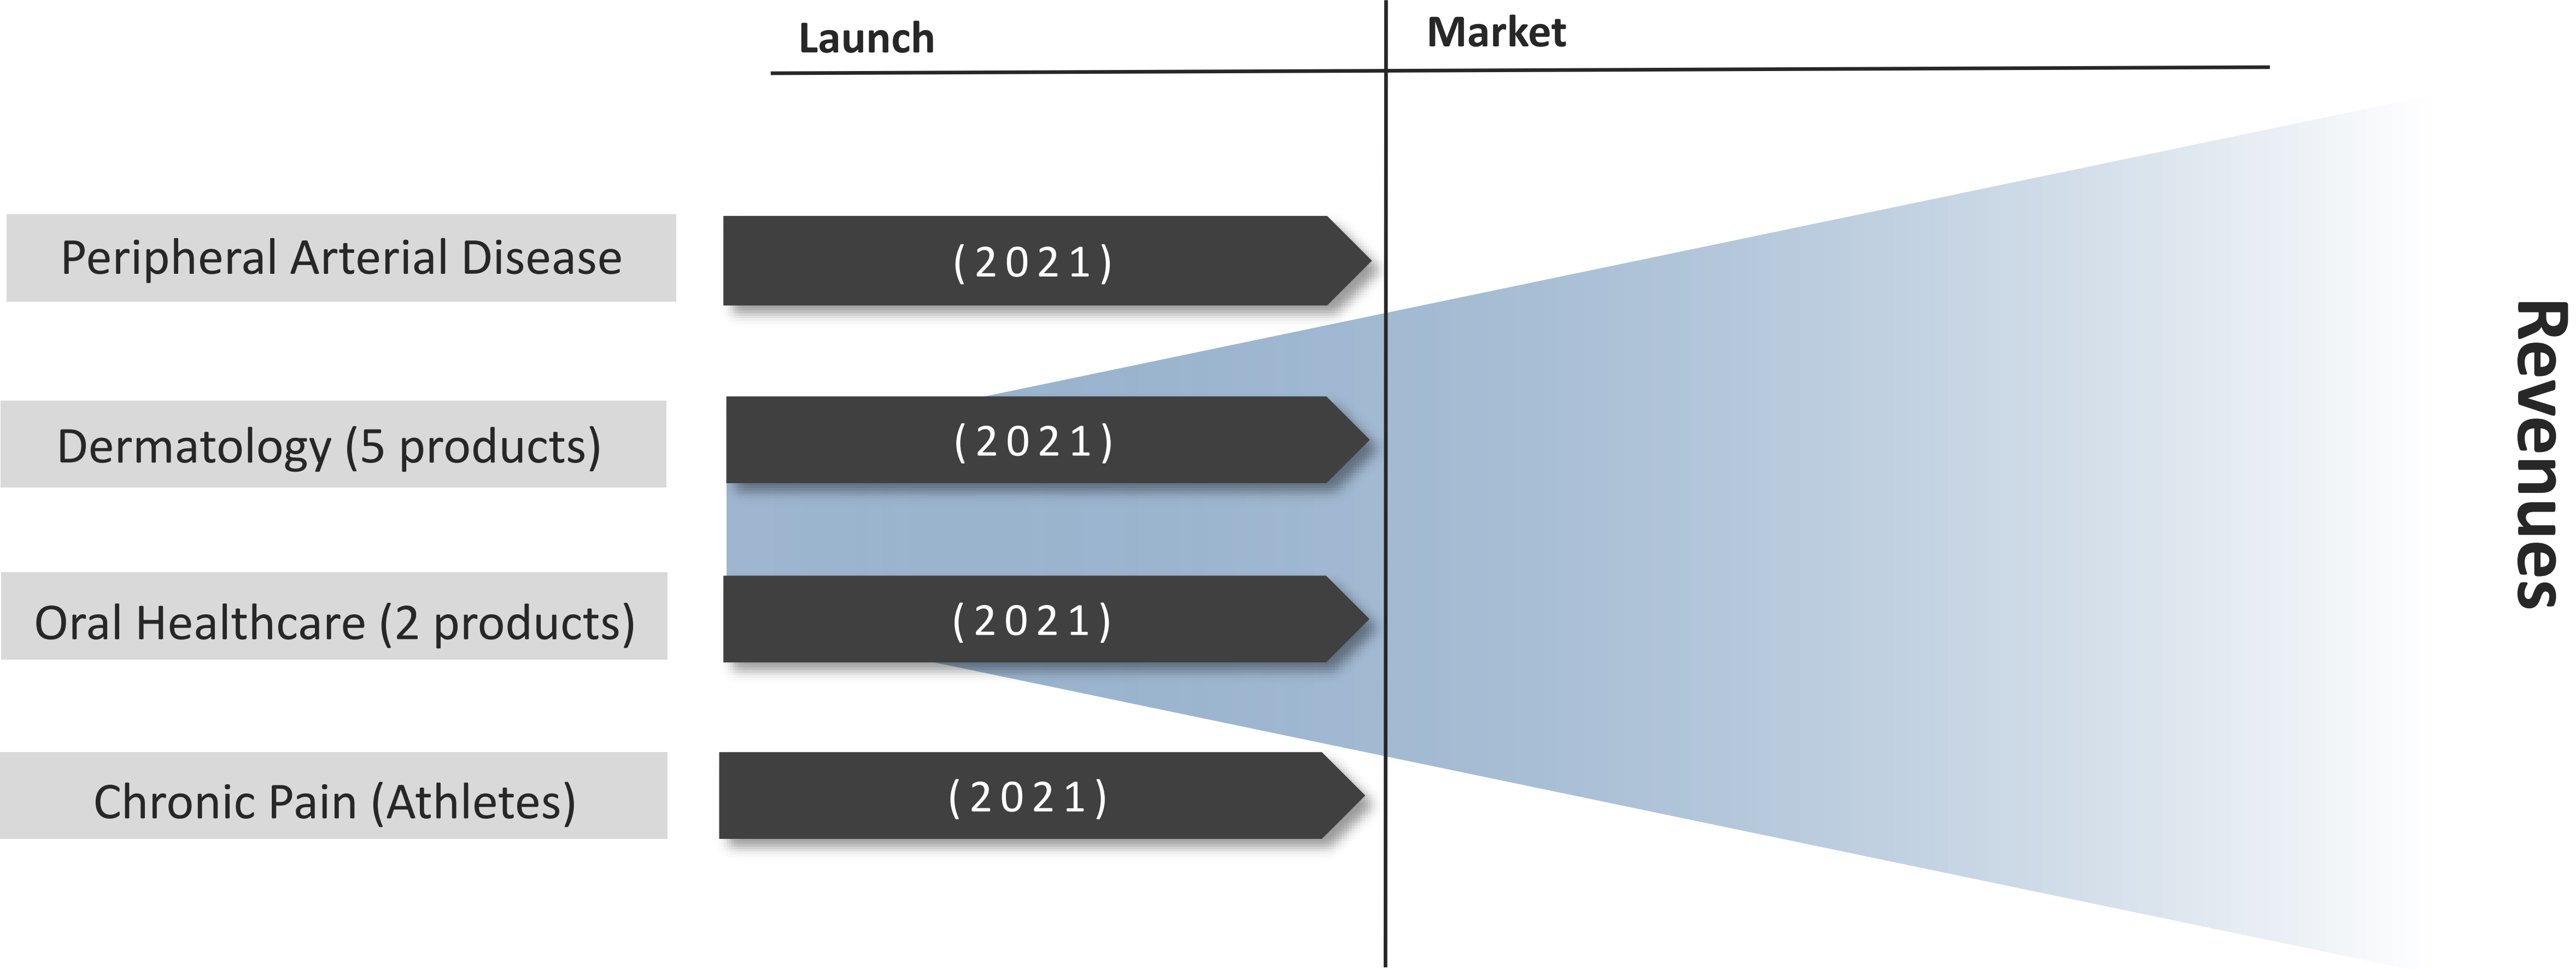 Launch
Market
Peripheral Arterial Disease
(2021)
Dermatology (5 products)
(2021)
Oral Healthcare (2 products)
(2021)
Chronic Pain (Athletes)
(2021)
Revenues